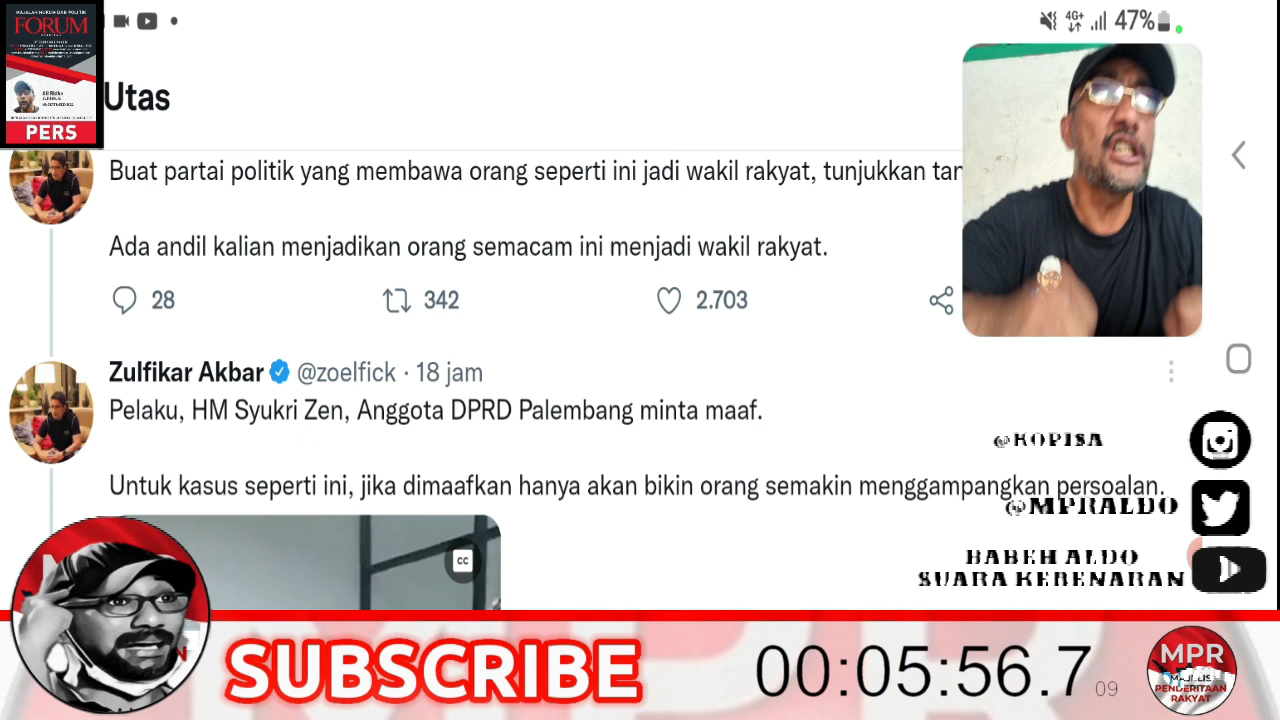 FORUM
PERS
4G+
47%
Utas
Buat partai politik yang membawa orang seperti ini jadi wakil rakyat, tunjukkan tan
Ada andil kalian menjadikan orang semacam ini menjadi wakil rakyat.
28
342
2.703
Zulfikar Akbar @zoelfick · 18 jam
Pelaku, HM Syukri Zen, Anggota DPRD Palembang minta maaf.
Untuk kasus seperti ini, jika dimaafkan hanya akan bikin orang semakin menggampangkan persoalan.
CC
@KOPISA
@MPRALDO
BABEH ALDO
SUARA KEBENARAN
SUBSCRIBE
00:05:56.7
09
MPR
MAJELIS
PENDERITAAN
RAKYAT